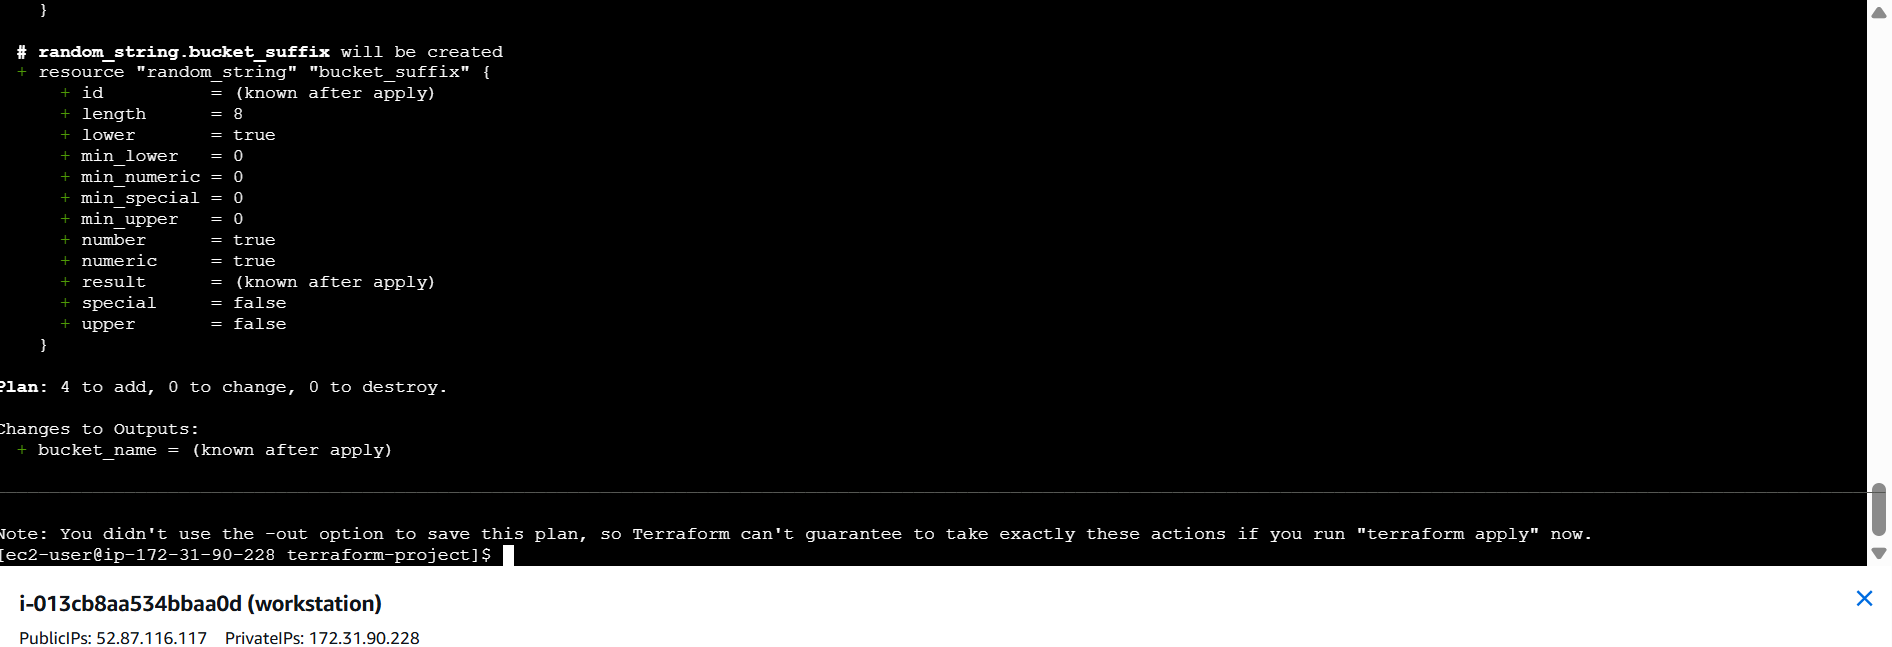 }
# random_string.bucket_suffix will be created
+ resource "random_string" "bucket_suffix" {
+ id          = (known after apply)
+ length      = 8
+ lower       = true
+ min_lower   = 0
+ min_numeric = 0
+ min_special = 0
+ min_upper   = 0
+ number      = true
+ numeric     = true
+ result      = (known after apply)
+ special     = false
+ upper       = false
}
Plan: 4 to add, 0 to change, 0 to destroy.
Changes to Outputs:
+ bucket_name = (known after apply)
Note: You didn't use the -out option to save this plan, so Terraform can't guarantee to take exactly these actions if you run "terraform apply" now.
[ec2-user@ip-172-31-90-228 terraform-project]$
i-013cb8aa534bbaa0d (workstation)
PublicIPs: 52.87.116.117 PrivateIPs: 172.31.90.228